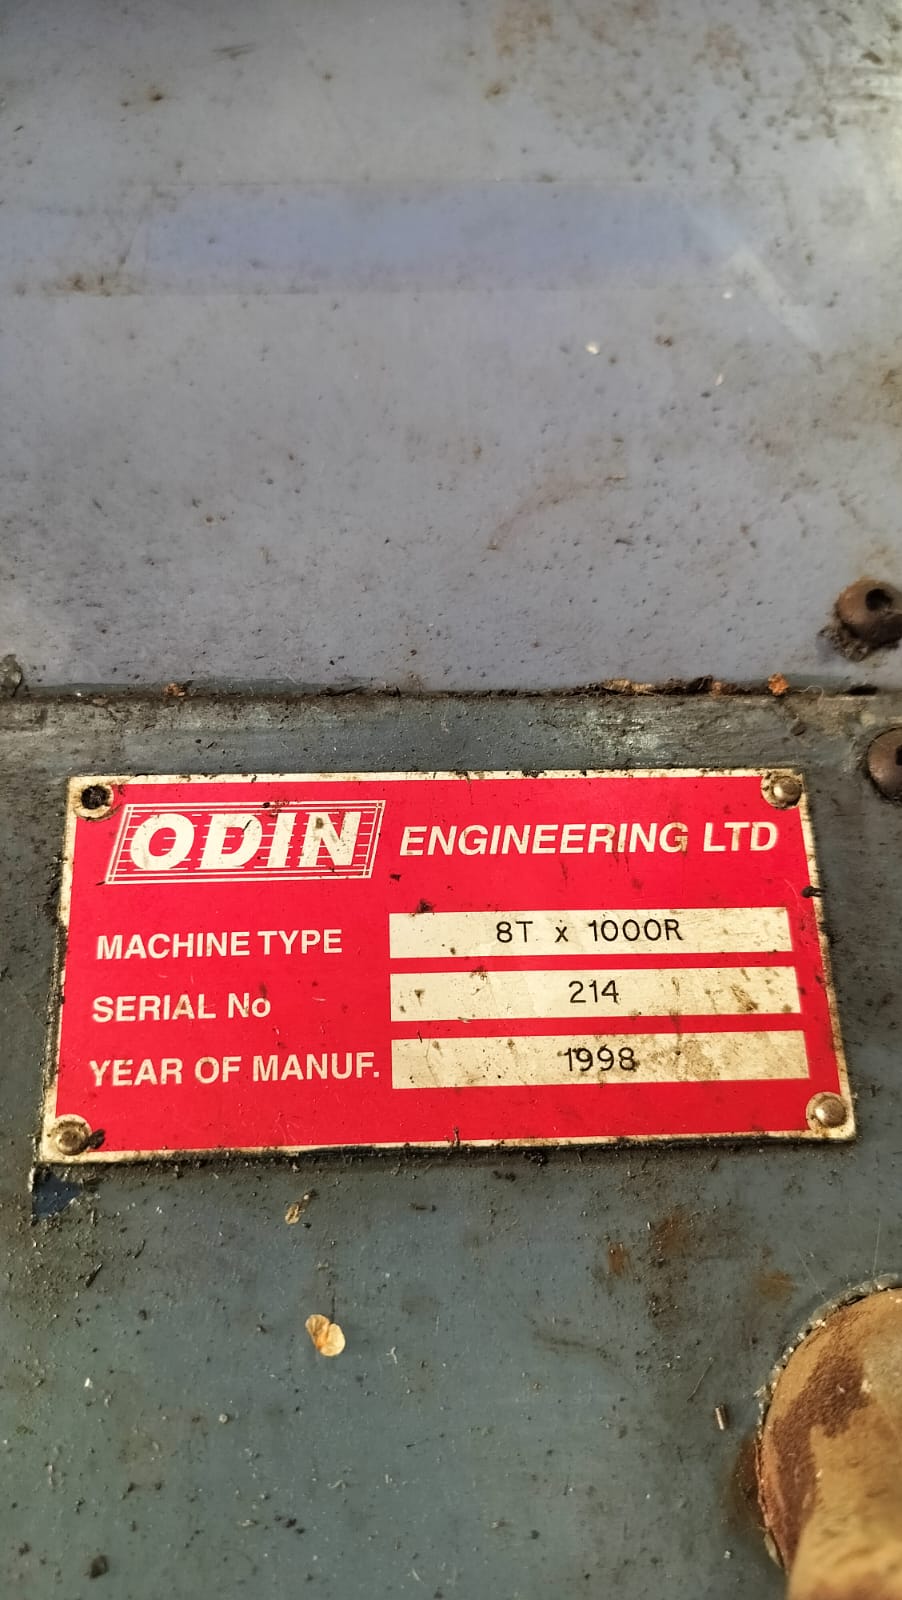 ODIN ENGINEERING LTD
MACHINE TYPE 8T x 1000R
SERIAL No 214
YEAR OF MANUF. 1998